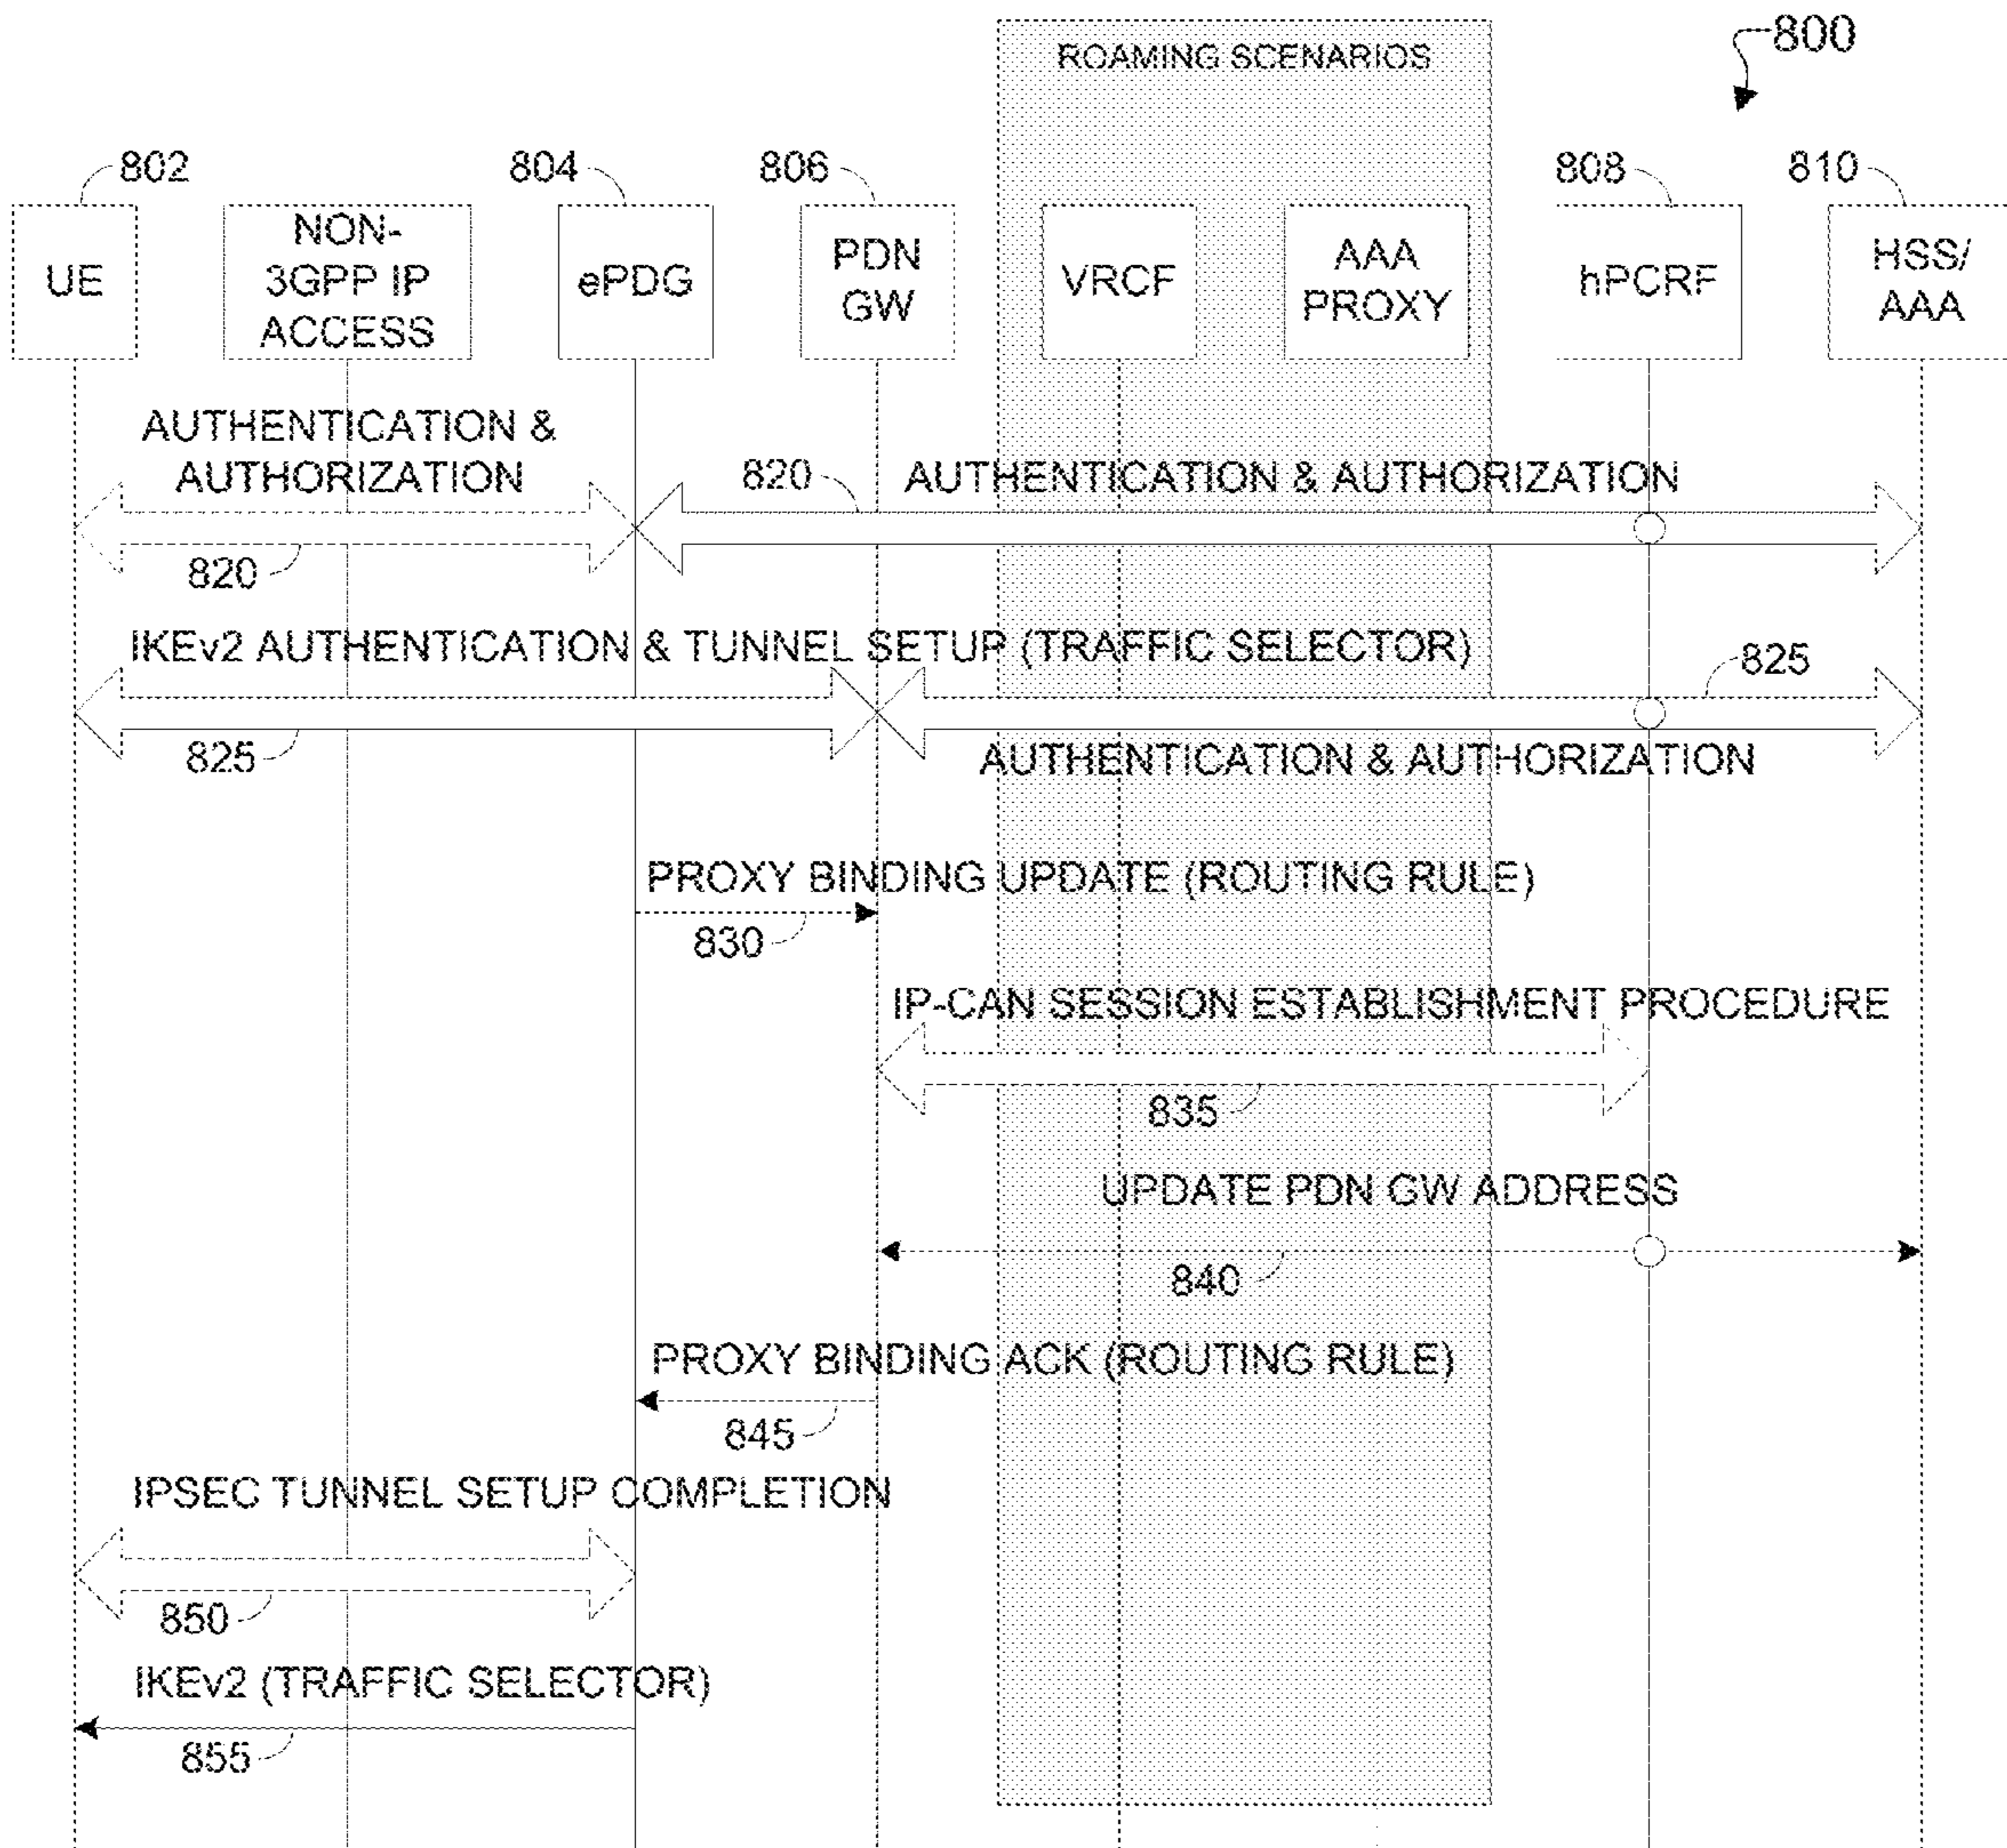 ROAMING SCENARIOS
800
802
804
806
808
810
UE
NON-
3GPP IP
ACCESS
ePDG
PDN
GW
VRCF
AAA
PROXY
hPCRF
HSS/
AAA
AUTHENTICATION &
AUTHORIZATION
820
AUTHENTICATION & AUTHORIZATION
820
IKEv2 AUTHENTICATION & TUNNEL SETUP (TRAFFIC SELECTOR)
825
825
AUTHENTICATION & AUTHORIZATION
PROXY BINDING UPDATE (ROUTING RULE)
830
IP-CAN SESSION ESTABLISHMENT PROCEDURE
835
UPDATE PDN GW ADDRESS
840
PROXY BINDING ACK (ROUTING RULE)
845
IPSEC TUNNEL SETUP COMPLETION
850
IKEv2 (TRAFFIC SELECTOR)
855